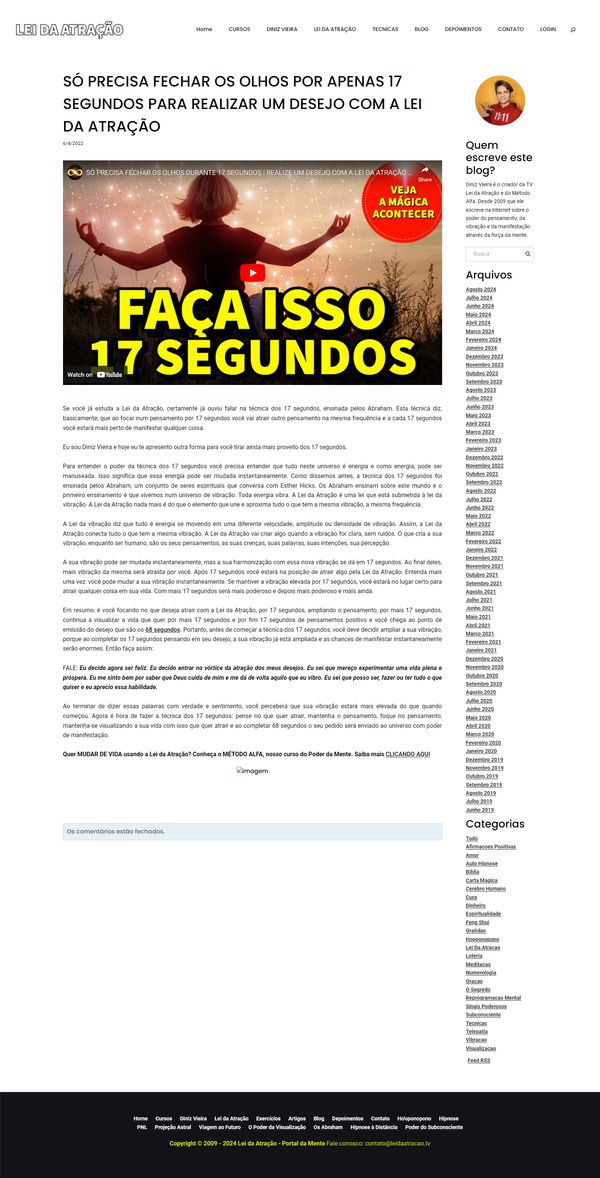 LEI DA ATRAÇÃO
Home CURSOS DINIZ VIEIRA LEI DA ATRAÇÃO TECNICAS BLOG DEPOIMENTOS CONTATO LOGIN
SÓ PRECISA FECHAR OS OLHOS POR APENAS 17
SEGUNDOS PARA REALIZAR UM DESEJO COM A LEI
DA ATRAÇÃO
6/4/2022
SÓ PRECISA FECHAR OS OLHOS DURANTE 17 SEGUNDOS | REALIZE UM DESEJO COM A LEI DA ATRAÇÃO ...
Share
VEJA
A MÁGICA
ACONTECER
FAÇA ISSO
17 SEGUNDOS
Watch on YouTube
Se você já estuda a Lei da Atração, certamente já ouviu falar na técnica dos 17 segundos, ensinada pelos Abraham. Esta técnica diz,
basicamente, que ao focar num pensamento por 17 segundos você vai atrair outro pensamento na mesma frequência e a cada 17 segundos
você estará mais perto de manifestar qualquer coisa.
Eu sou Diniz Vieira e hoje eu te apresento outra forma para você tirar ainda mais proveito dos 17 segundos.
Para entender o poder da técnica dos 17 segundos você precisa entender que tudo neste universo é energia e como energia, pode ser
manuseada. Isso significa que essa energia pode ser mudada instantaneamente. Como dissemos antes, a técnica dos 17 segundos foi
ensinada pelos Abraham, um conjunto de seres espirituais que conversa com Esther Hicks. Os Abraham ensinam sobre este mundo e o
primeiro ensinamento é que vivemos num universo de vibração. Toda energia vibra. A Lei da Atração é uma lei que está submetida à lei da
vibração. A Lei da Atração nada mais é do que o elemento que une e aproxima tudo o que tem a mesma vibração, a mesma frequência.
A Lei da vibração diz que tudo é energia se movendo em uma diferente velocidade, amplitude ou densidade de vibração. Assim, a Lei da
Atração conecta tudo o que tem a mesma vibração. A Lei da Atração vai criar algo quando a vibração for clara, sem ruídos. O que cria a sua
vibração, enquanto ser humano, são os seus pensamentos, as suas crenças, suas palavras, suas intenções, sua percepção.
A sua vibração pode ser mudada instantaneamente, mas a sua harmonização com essa nova vibração se dá em 17 segundos. Ao final deles,
mais vibração da mesma será atraída por você. Após 17 segundos você estará na posição de atrair algo pela Lei da Atração. Entenda mais
uma vez: você pode mudar a sua vibração instantaneamente. Se mantiver a vibração elevada por 17 segundos, você estará no lugar certo para
atrair qualquer coisa em sua vida. Com mais 17 segundos será mais poderoso e depois mais poderoso e mais ainda.
Em resumo, é você focando no que deseja atrair com a Lei da Atração, por 17 segundos, ampliando o pensamento, por mais 17 segundos,
continua a visualizar a vida que quer por mais 17 segundos e por fim 17 segundos de pensamentos positivo e você chega ao ponto de
emissão do desejo que são os 68 segundos. Portanto, antes de começar a técnica dos 17 segundos, você deve decidir ampliar a sua vibração,
porque ao completar os 17 segundos pensando em seu desejo, a sua vibração já está ampliada e as chances de manifestar instantaneamente
serão enormes. Então faça assim:
FALE: Eu decido agora ser feliz. Eu decido entrar no vórtice da atração dos meus desejos. Eu sei que mereço experimentar uma vida plena e
próspera. Eu me sinto bem por saber que Deus cuida de mim e me dá de volta aquilo que eu vibro. Eu sei que posso ser, fazer ou ter tudo o que
quiser e eu aprecio essa habilidade.
Ao terminar de dizer essas palavras com verdade e sentimento, você perceberá que sua vibração estará mais elevada do que quando
começou. Agora é hora de fazer a técnica dos 17 segundos: pense no que quer atrair, mantenha o pensamento, foque no pensamento,
mantenha-se visualizando a sua vida com isso que quer atrair e ao completar 68 segundos o seu pedido será enviado ao universo com poder
de manifestação.
Quer MUDAR DE VIDA usando a Lei da Atração? Conheça o MÉTODO ALFA, nosso curso do Poder da Mente. Saiba mais CLICANDO AQUI
Imagem
Os comentários estão fechados.
11:11
Quem
escreve este
blog?
Diniz Vieira é o criador da TV
Lei da Atração e do Método
Alfa. Desde 2009 que ele
escreve na Internet sobre o
poder do pensamento, da
vibração e da manifestação
através da força da mente.
Busca
Arquivos
Agosto 2024
Julho 2024
Junho 2024
Maio 2024
Abril 2024
Março 2024
Fevereiro 2024
Janeiro 2024
Dezembro 2023
Novembro 2023
Outubro 2023
Setembro 2023
Agosto 2023
Julho 2023
Junho 2023
Maio 2023
Abril 2023
Março 2023
Fevereiro 2023
Janeiro 2023
Dezembro 2022
Novembro 2022
Outubro 2022
Setembro 2022
Agosto 2022
Julho 2022
Junho 2022
Maio 2022
Abril 2022
Março 2022
Fevereiro 2022
Janeiro 2022
Dezembro 2021
Novembro 2021
Outubro 2021
Setembro 2021
Agosto 2021
Julho 2021
Junho 2021
Maio 2021
Abril 2021
Março 2021
Fevereiro 2021
Janeiro 2021
Dezembro 2020
Novembro 2020
Outubro 2020
Setembro 2020
Agosto 2020
Julho 2020
Junho 2020
Maio 2020
Abril 2020
Março 2020
Fevereiro 2020
Janeiro 2020
Dezembro 2019
Novembro 2019
Outubro 2019
Setembro 2019
Agosto 2019
Julho 2019
Junho 2019
Categorias
Tudo
Afirmacoes Positivas
Amor
Auto Hipnose
Biblia
Carta Magica
Cerebro Humano
Cura
Dinheiro
Espiritualidade
Feng Shui
Gratidao
Hooponopono
Lei Da Atracao
Loteria
Meditacao
Numerologia
Oracao
O Segredo
Reprogramacao Mental
Sinais Poderosos
Subconsciente
Tecnicas
Telepatia
Vibracao
Visualizacao
Feed RSS
Home Cursos Diniz Vieira Lei da Atração Exercícios Artigos Blog Depoimentos Contato Ho'oponopono Hipnose
PNL Projeção Astral Viagem ao Futuro O Poder da Visualização Os Abraham Hipnose à Distância Poder do Subconsciente
Copyright © 2009 - 2024 Lei da Atração - Portal da Mente Fale conosco: contato@leidaatracao.tv